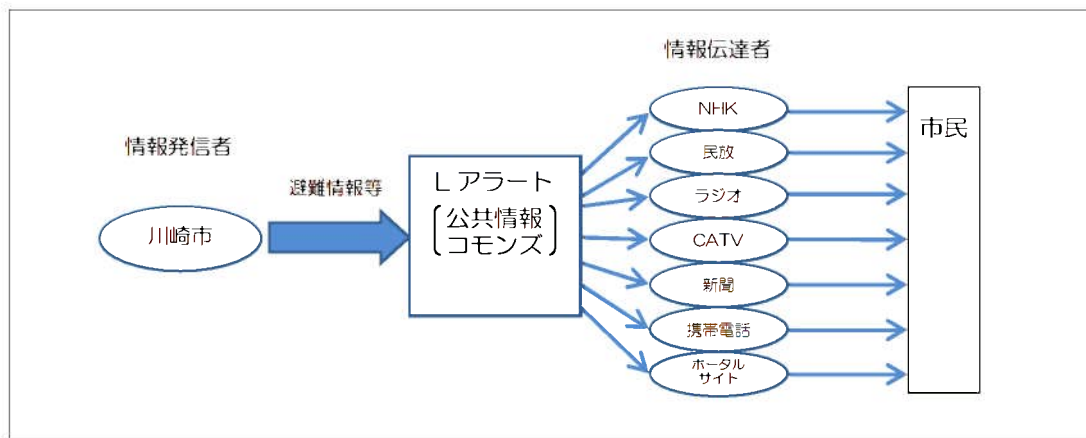 情報伝達者
情報発信者
避難情報等
川崎市
Lアラート
公共情報
コモンズ
NHK
民放
ラジオ
CATV
新聞
携帯電話
ポータル
サイト
市民